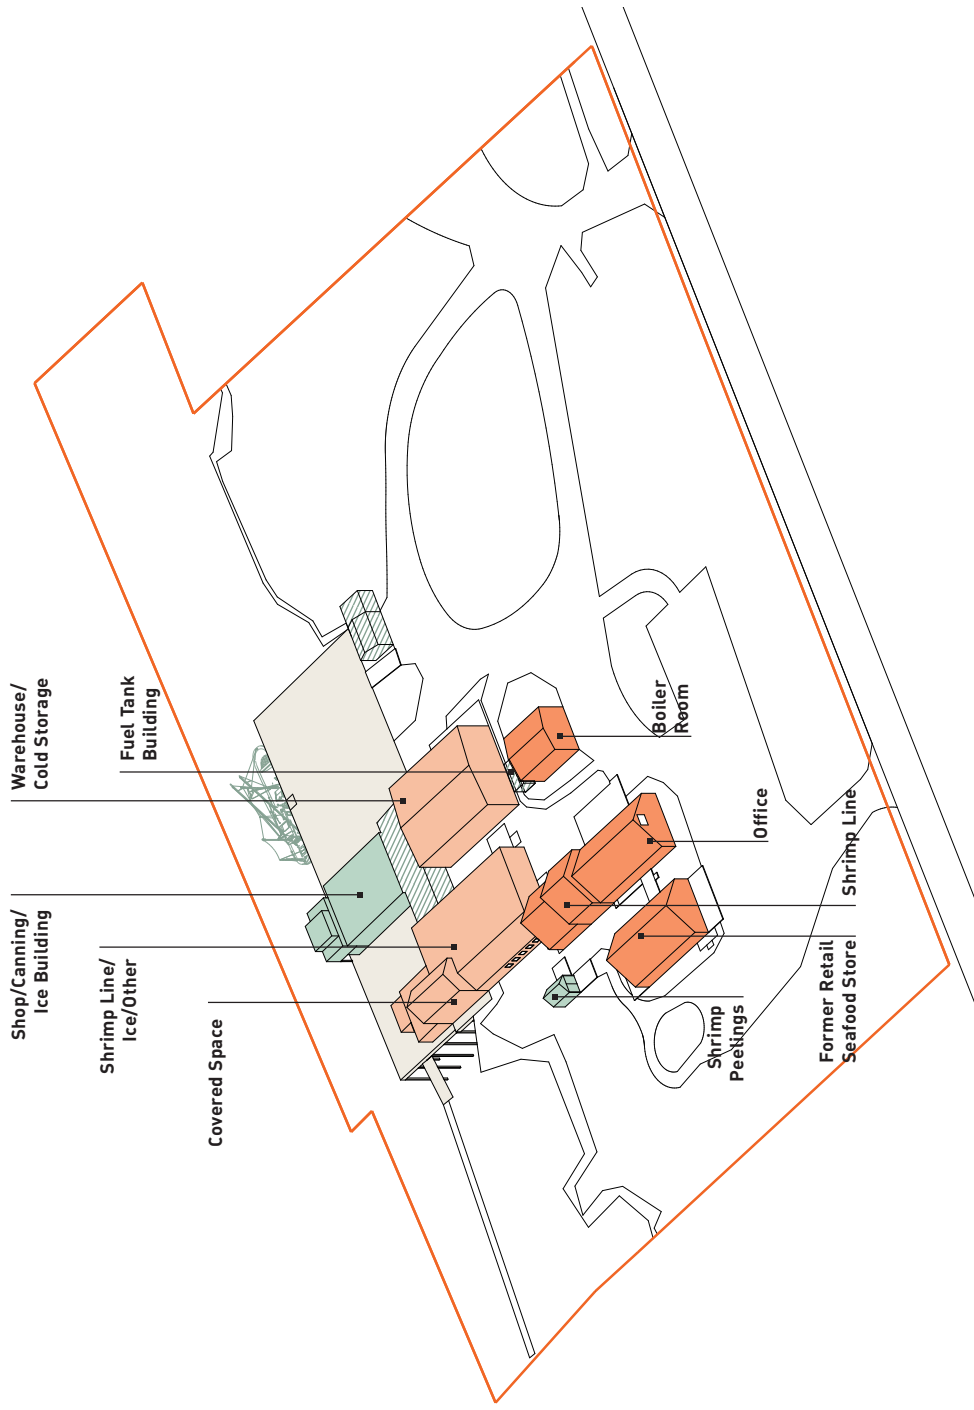 Shop/Canning/
Ice Building
Warehouse/
Cold Storage
Shrimp Line/
Ice/Other
Fuel Tank
Building
Covered Space
Boiler
Room
Shrimp
Peelings
Office
Former Retail
Seafood Store
Shrimp Line